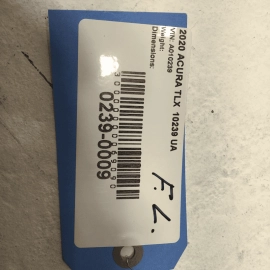 2020 ACURA TLX 10239 UA
VIN: A010239
Weight:
Dimensions:
0239-0009
F. L.